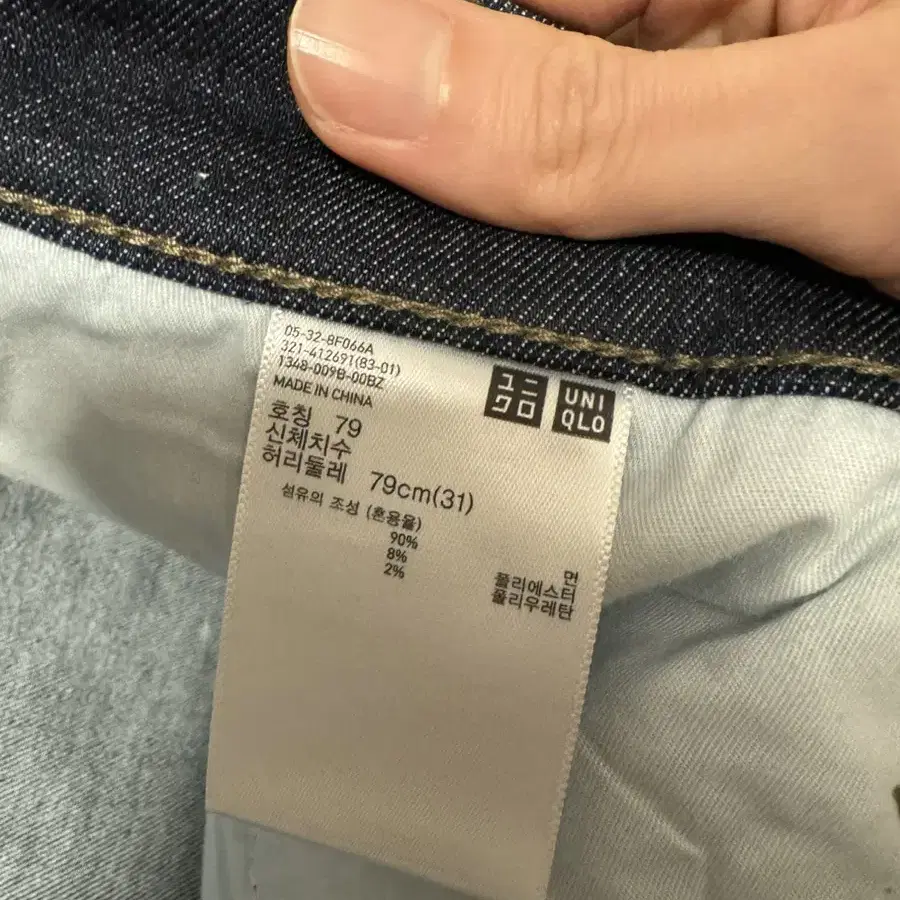 05-32-8F066A
321-412691(83-01)
1348-009B-00BZ
MADE IN CHINA
ユニ
クロ
UNI
QLO
호칭 79
신체치수
허리둘레 79cm(31)
섬유의 조성 (혼용율)
90% 면
8% 폴리에스터
2% 폴리우레탄